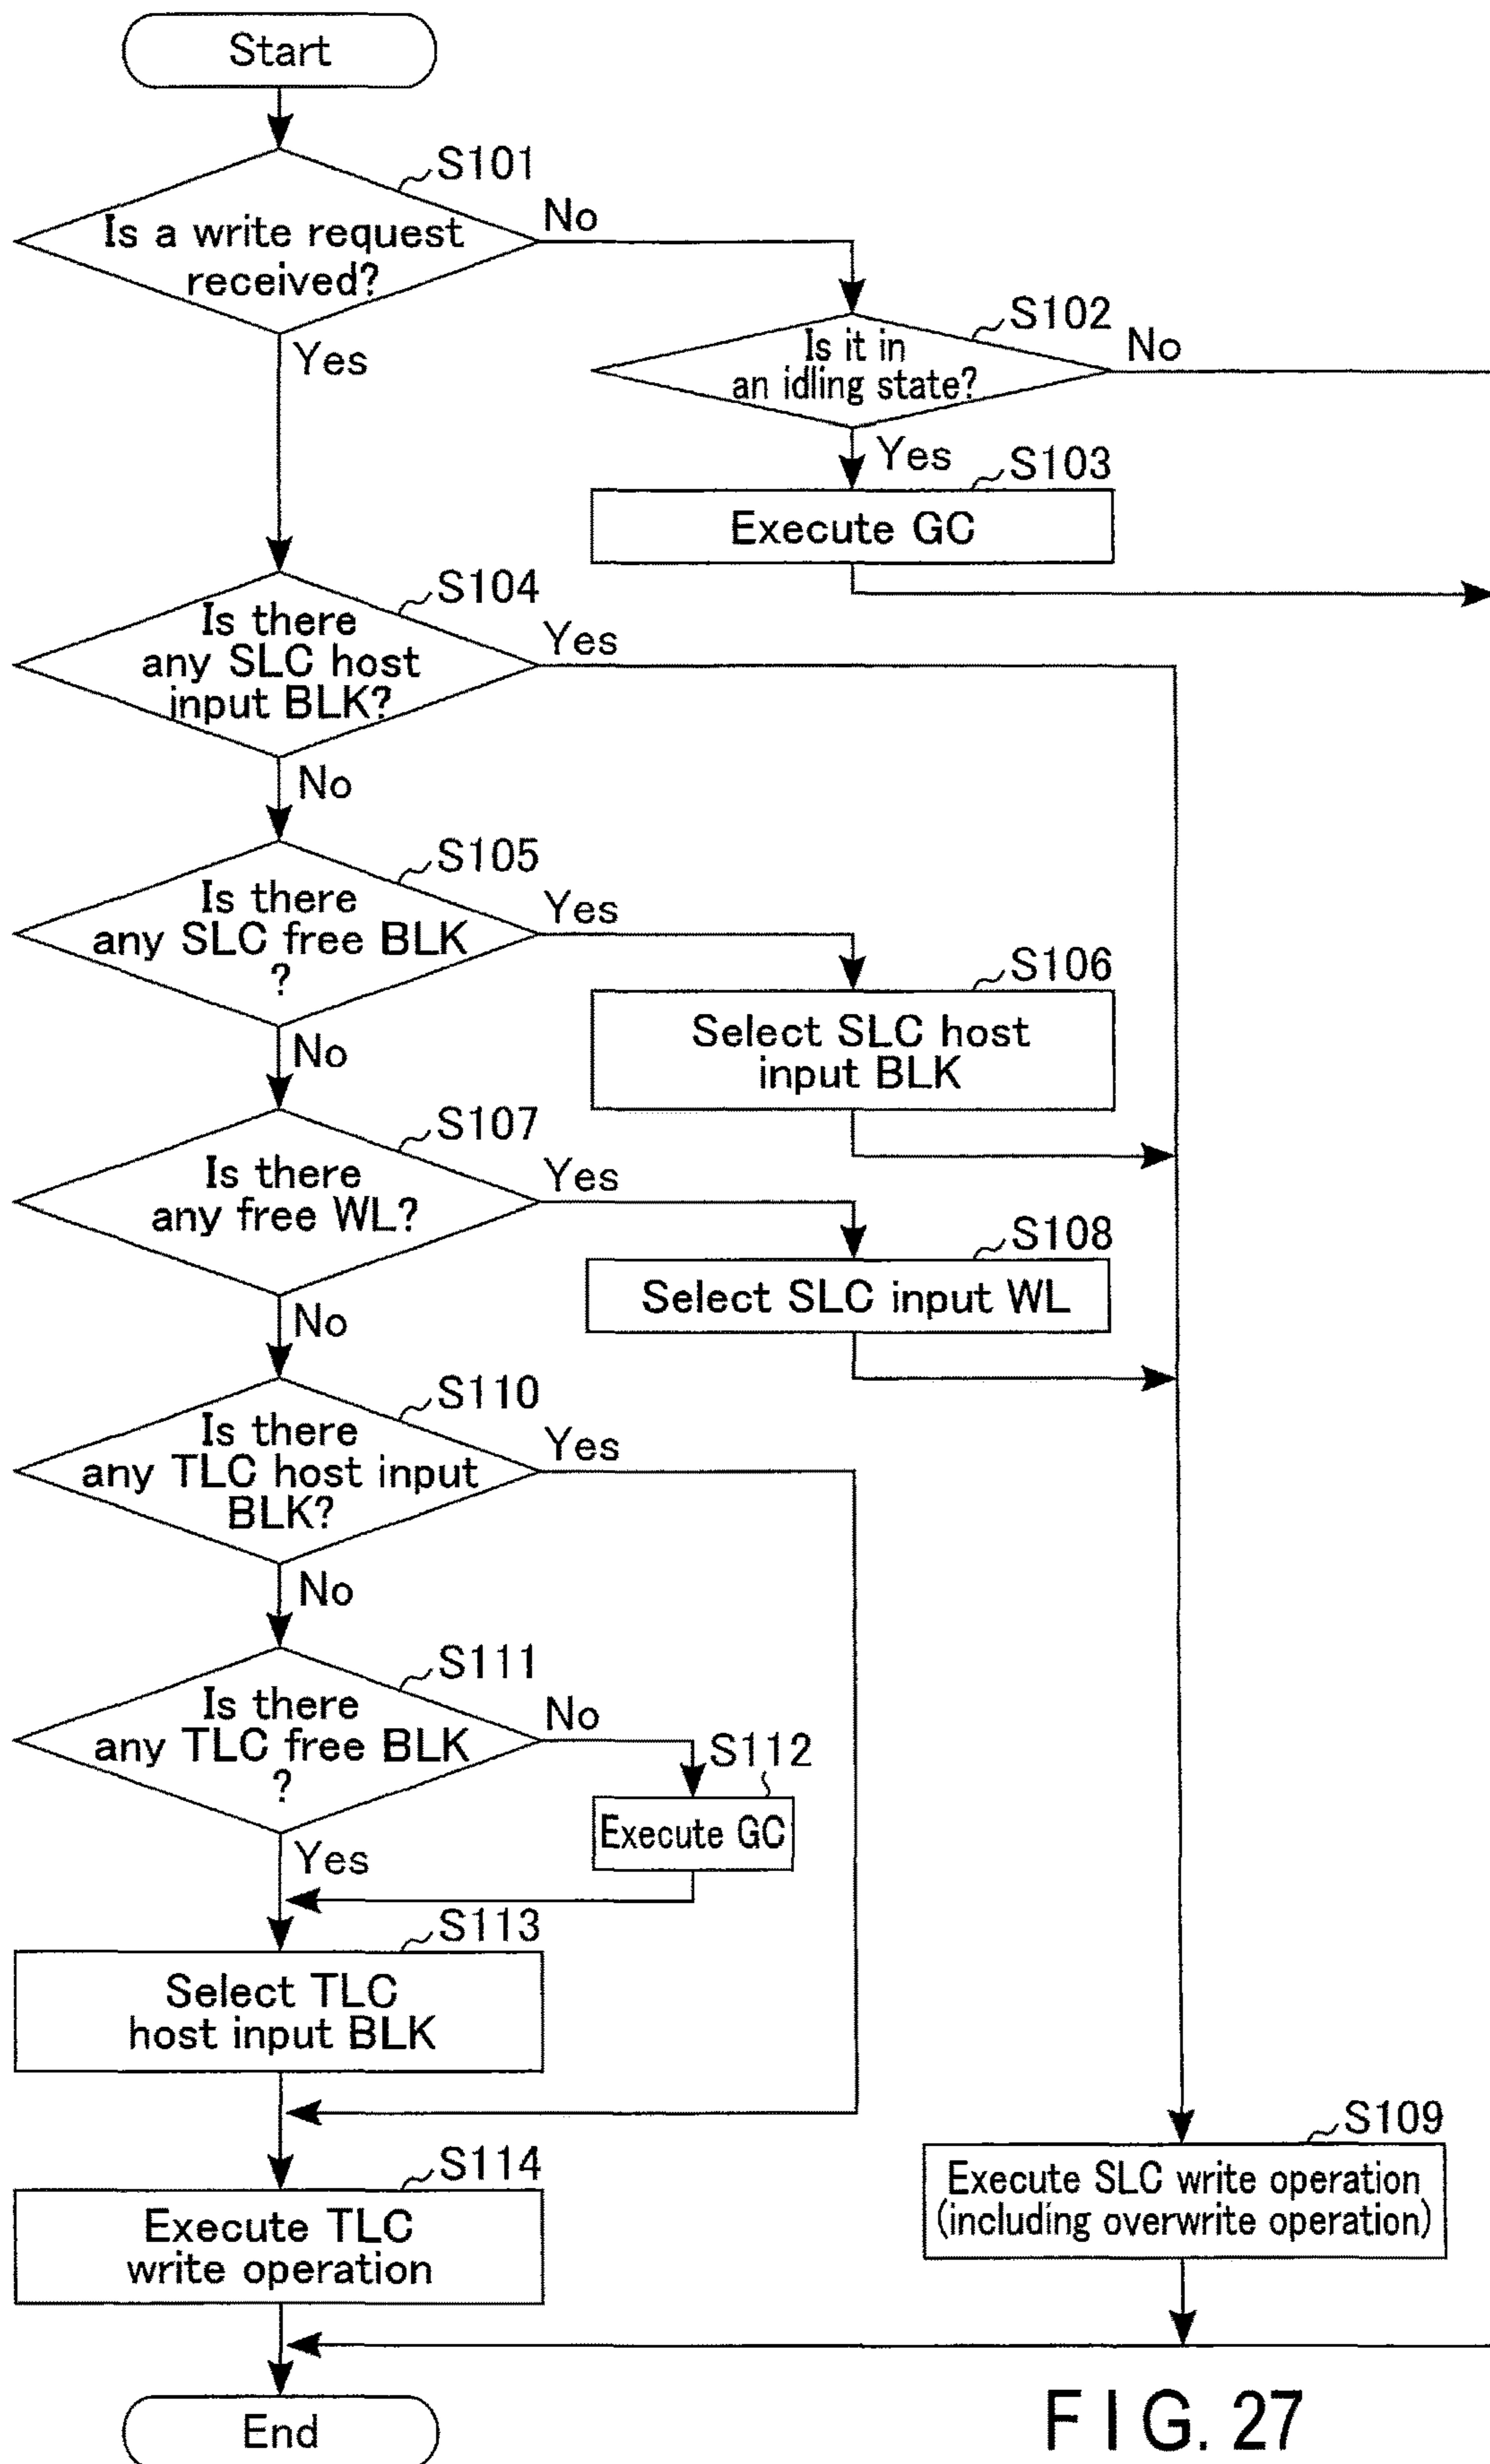 Start
S101
Is a write request
received?
No
Yes
S102
Is it in
an idling state?
No
Yes
S103
Execute GC
S104
Is there
any SLC host
input BLK?
Yes
No
S105
Is there
any SLC free BLK
?
Yes
No
S106
Select SLC host
input BLK
S107
Is there
any free WL?
Yes
No
S108
Select SLC input WL
S110
Is there
any TLC host input
BLK?
Yes
No
S111
Is there
any TLC free BLK
?
No
Yes
S112
Execute GC
S113
Select TLC
host input BLK
S114
Execute TLC
write operation
S109
Execute SLC write operation
(including overwrite operation)
End
FIG. 27